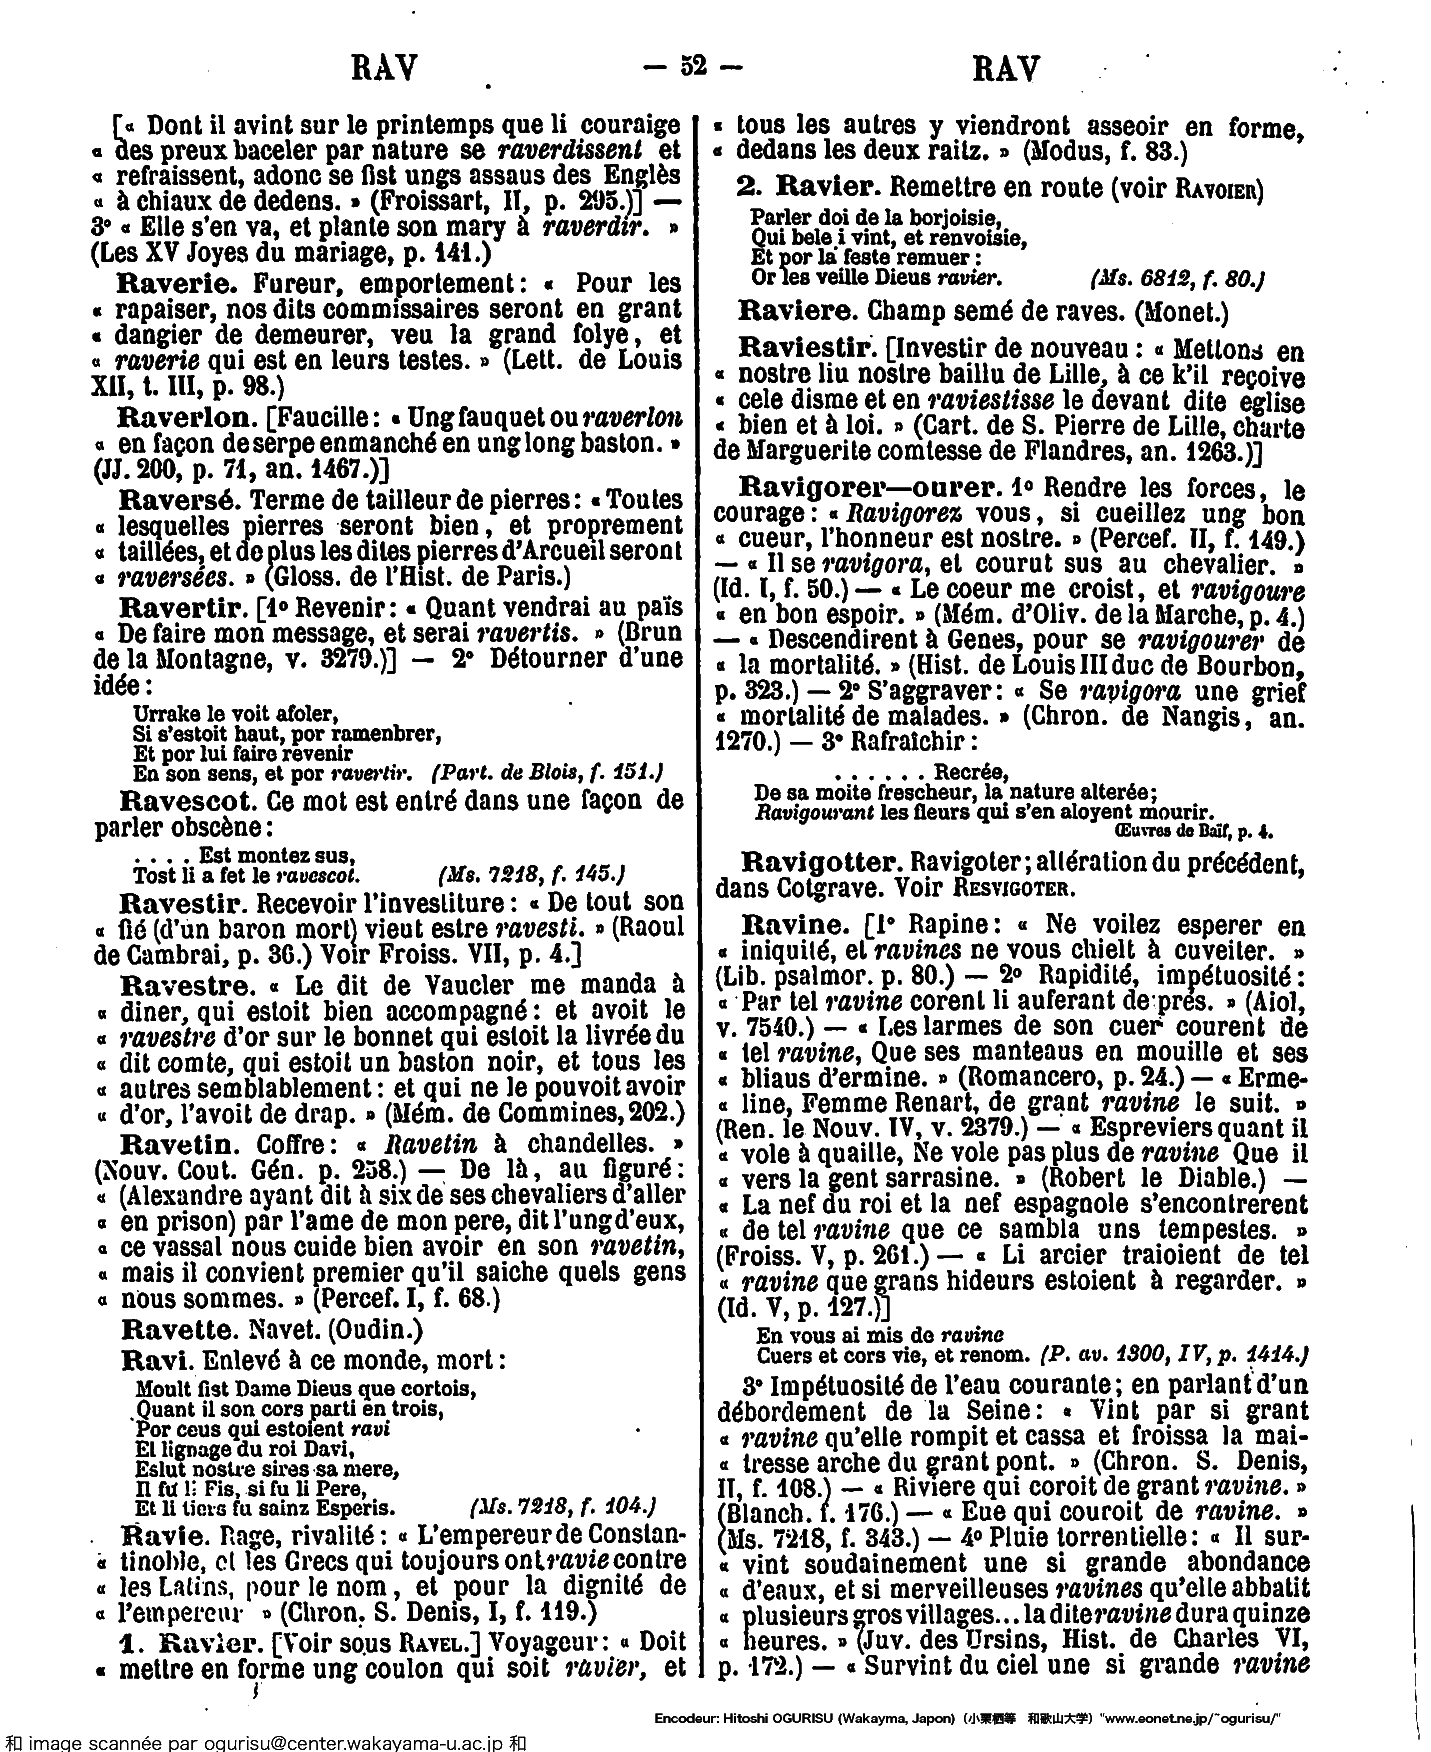 RAV — 52 — RAV
[« Dont il avint sur le printemps que li couraige
« des preux baceler par nature se raverdissent et
« refraissent, adonc se fist ungs assaus des Englès
« à chiaux de dedens. » (Froissart, II, p. 295.)] —
3° « Elle s'en va, et plante son mary à raverdir. »
(Les XV Joyes du mariage, p. 141.)
Raverie. Fureur, emportement : « Pour les
« rapaiser, nos dits commissaires seront en grant
« dangier de demeurer, veu la grand folye, et
« raverie qui est en leurs testes. » (Lett. de Louis
XII, t. III, p. 98.)
Raverlon. [Faucille : « Ung fauquet ou raverlon
« en façon de serpe enmanché en ung long baston. »
(JJ. 200, p. 71, an. 1467.)]
Raversé. Terme de tailleur de pierres : « Toutes
« lesquelles pierres seront bien, et proprement
« taillées, et de plus les dites pierres d'Arcueil seront
« raversées. » (Gloss. de l'Hist. de Paris.)
Ravertir. [1° Revenir : « Quant vendrai au païs
« De faire mon message, et serai ravertis. » (Brun
de la Montagne, v. 3279.)] — 2° Détourner d'une
idée :
Urrake le voit afoler,
Si s'estoit haut, por ramenbrer,
Et por lui faire revenir
En son sens, et por ravertir. (Part. de Blois, f. 151.)
Ravescot. Ce mot est entré dans une façon de
parler obscène :
. . . . Est montez sus,
Tost li a fet le ravescot. (Ms. 7218, f. 145.)
Ravestir. Recevoir l'investiture : « De tout son
« fié (d'un baron mort) vieut estre ravesti. » (Raoul
de Cambrai, p. 36.) Voir Froiss. VII, p. 4.]
Ravestre. « Le dit de Vaucler me manda à
« diner, qui estoit bien accompagné : et avoit le
« ravestre d'or sur le bonnet qui estoit la livrée du
« dit comte, qui estoit un baston noir, et tous les
« autres semblablement : et qui ne le pouvoit avoir
« d'or, l'avoit de drap. » (Mém. de Commines, 202.)
Ravetin. Coffre : « Ravetin à chandelles. »
(Nouv. Cout. Gén. p. 258.) — De là, au figuré :
« (Alexandre ayant dit à six de ses chevaliers d'aller
« en prison) par l'ame de mon pere, dit l'ung d'eux,
« ce vassal nous cuide bien avoir en son ravetin,
« mais il convient premier qu'il saiche quels gens
« nous sommes. » (Percef. I, f. 68.)
Ravette. Navet. (Oudin.)
Ravi. Enlevé à ce monde, mort :
Moult fist Dame Dieus que cortois,
Quant il son cors parti en trois,
Por ceus qui estoient ravi
El lignage du roi Davi,
Eslut nostre sires sa mere,
Il fu li Fis, si fu li Pere,
Et li tiers fu sainz Esperis. (Ms. 7218, f. 104.)
Ravie. Rage, rivalité : « L'empereur de Constan-
« tinoble, et les Grecs qui toujours ont ravie contre
« les Latins, pour le nom, et pour la dignité de
« l'empereur » (Chron. S. Denis, I, f. 119.)
1. Ravier. [Voir sous RAVEL.] Voyageur : « Doit
« mettre en forme ung coulon qui soit ravier, et
« tous les autres y viendront asseoir en forme,
« dedans les deux raitz. » (Modus, f. 83.)
2. Ravier. Remettre en route (voir RAVOIER)
Parler doi de la borjoisie,
Qui bele i vint, et renvoisie,
Et por la feste remuer :
Or les veille Dieus ravier. (Ms. 6812, f. 80.)
Raviere. Champ semé de raves. (Monet.)
Raviestir. [Investir de nouveau : « Mettons en
« nostre liu nostre baillu de Lille, à ce k'il reçoive
« cele disme et en raviestisse le devant dite eglise
« bien et à loi. » (Cart. de S. Pierre de Lille, charte
de Marguerite comtesse de Flandres, an. 1263.)]
Ravigorer—ourer. 1° Rendre les forces, le
courage : « Ravigorez vous, si cueillez ung bon
« cueur, l'honneur est nostre. » (Percef. II, f. 149.)
— « Il se ravigora, et courut sus au chevalier. »
(Id. I, f. 50.) — « Le coeur me croist, et ravigoure
« en bon espoir. » (Mém. d'Oliv. de la Marche, p. 4.)
— « Descendirent à Genes, pour se ravigourer de
« la mortalité. » (Hist. de Louis III duc de Bourbon,
p. 323.) — 2° S'aggraver : « Se ravigora une grief
« mortalité de malades. » (Chron. de Nangis, an.
1270.) — 3° Rafraîchir :
. . . . . . Recrée,
De sa moite frescheur, la nature alterée ;
Ravigourant les fleurs qui s'en aloyent mourir.
Œuvres de Baïf, p. 4.
Ravigotter. Ravigoter ; altération du précédent,
dans Cotgrave. Voir RESVIGOTER.
Ravine. [1° Rapine : « Ne voilez esperer en
« iniquité, et ravines ne vous chielt à cuveiter. »
(Lib. psalmor. p. 80.) — 2° Rapidité, impétuosité :
« Par tel ravine corent li auferant de prés. » (Aiol,
v. 7540.) — « Les larmes de son cuer courent de
« tel ravine, Que ses manteaus en mouille et ses
« bliaus d'ermine. » (Romancero, p. 24.) — « Erme-
« line, Femme Renart, de grant ravine le suit. »
(Ren. le Nouv. IV, v. 2379.) — « Espreviers quant il
« vole à quaille, Ne vole pas plus de ravine Que il
« vers la gent sarrasine. » (Robert le Diable.) —
« La nef du roi et la nef espagnole s'encontrerent
« de tel ravine que ce sambla uns tempestes. »
(Froiss. V, p. 261.) — « Li arcier traioient de tel
« ravine que grans hideurs estoient à regarder. »
(Id. V, p. 127.)]
En vous ai mis de ravine
Cuers et cors vie, et renom. (P. av. 1300, IV, p. 1414.)
3° Impétuosité de l'eau courante ; en parlant d'un
débordement de la Seine : « Vint par si grant
« ravine qu'elle rompit et cassa et froissa la mai-
« tresse arche du grant pont. » (Chron. S. Denis,
II, f. 108.) — « Riviere qui coroit de grant ravine. »
(Blanch. f. 176.) — « Eue qui couroit de ravine. »
(Ms. 7218, f. 343.) — 4° Pluie torrentielle : « Il sur-
« vint soudainement une si grande abondance
« d'eaux, et si merveilleuses ravines qu'elle abbatit
« plusieurs gros villages... la dite ravine dura quinze
« heures. » (Juv. des Ursins, Hist. de Charles VI,
p. 172.) — « Survint du ciel une si grande ravine
Encodeur: Hitoshi OGURISU (Wakayma, Japon) (小栗栖等 和歌山大学) "www.eonet.ne.jp/~ogurisu/"
和 image scannée par ogurisu@center.wakayama-u.ac.jp 和